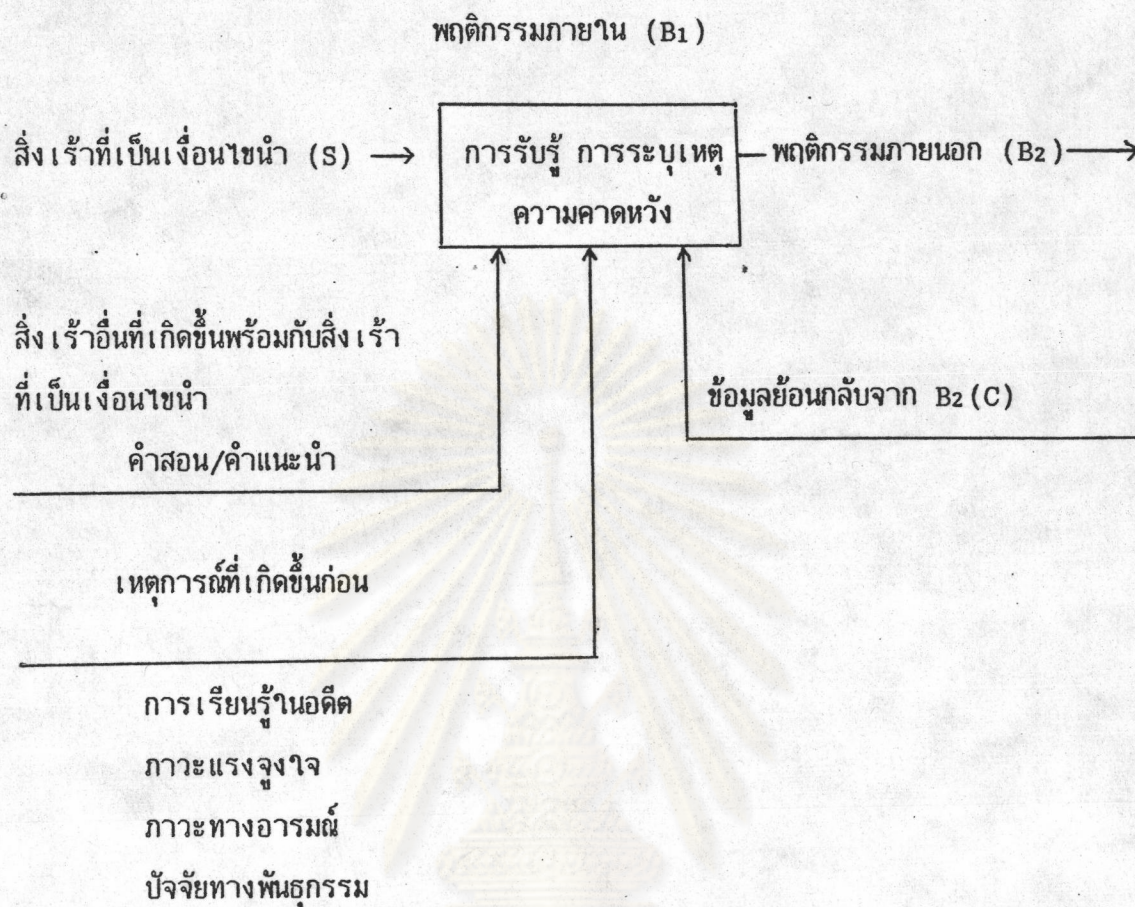 พฤติกรรมภายใน (B1)
สิ่งเร้าที่เป็นเงื่อนไขนำ (S) → การรับรู้ การระบุเหตุ พฤติกรรมภายนอก (B2) →
ความคาดหวัง
สิ่งเร้าอื่นที่เกิดขึ้นพร้อมกับสิ่งเร้า
ที่เป็นเงื่อนไขนำ
ข้อมูลย้อนกลับจาก B2(C)
คำสอน/คำแนะนำ
เหตุการณ์ที่เกิดขึ้นก่อน
การเรียนรู้ในอดีต
ภาวะแรงจูงใจ
ภาวะทางอารมณ์
ปัจจัยทางพันธุกรรม